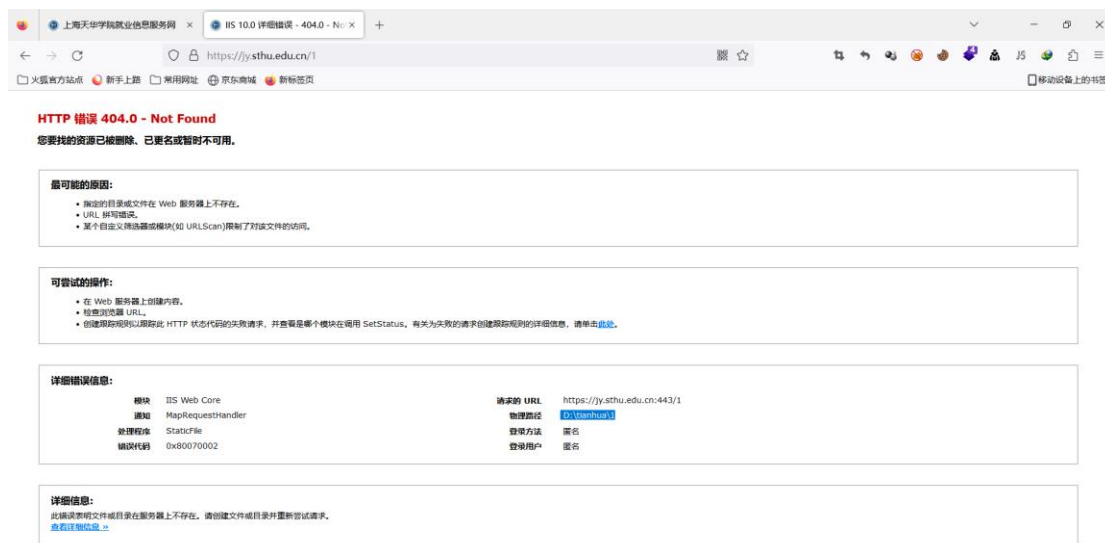 上海天华学院就业信息服务网 ×
IIS 10.0 详细错误 - 404.0 - No ×
https://jy.sthu.edu.cn/1
火狐官方站点 新手上路 常用网址 京东商城 新标签页
移动设备上的书签
HTTP 错误 404.0 - Not Found
您要找的资源已被删除、已更名或暂时不可用。
最可能的原因:
• 指定的目录或文件在 Web 服务器上不存在。
• URL 拼写错误。
• 某个自定义筛选器或模块(如 URLScan)限制了对该文件的访问。
可尝试的操作:
• 在 Web 服务器上创建内容。
• 检查浏览器 URL。
• 创建跟踪规则以跟踪此 HTTP 状态代码的失败请求，并查看是哪个模块在调用 SetStatus。有关为失败的请求创建跟踪规则的详细信息，请单击此处。
详细错误信息:
模块 IIS Web Core
通知 MapRequestHandler
处理程序 StaticFile
错误代码 0x80070002
请求的 URL https://jy.sthu.edu.cn:443/1
物理路径 D:\tianhua\1
登录方法 匿名
登录用户 匿名
详细信息:
此错误表明文件或目录在服务器上不存在。请创建文件或目录并重新尝试请求。
查看详细信息 »